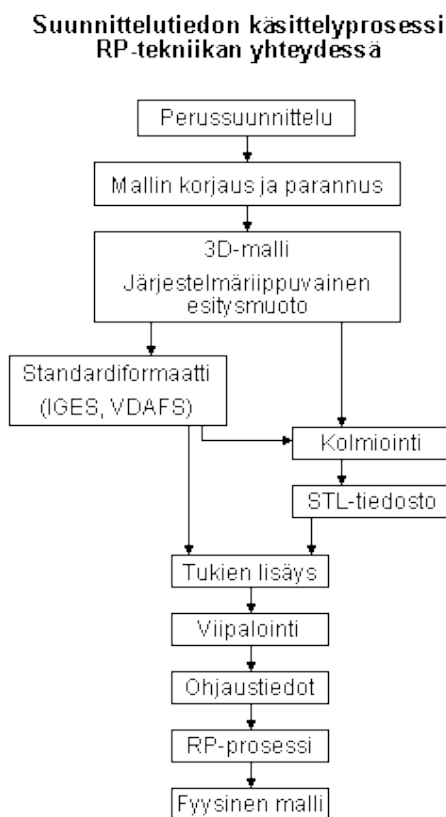 Suunnittelutiedon käsittelyprosessi
RP-tekniikan yhteydessä
Perussuunnittelu
Mallin korjaus ja parannus
3D-malli
Järjestelmäriippuvainen
esitysmuoto
Standardiformaatti
(IGES, VDAFS)
Kolmiointi
STL-tiedosto
Tukien lisäys
Viipalointi
Ohjaustiedot
RP-prosessi
Fyysinen malli